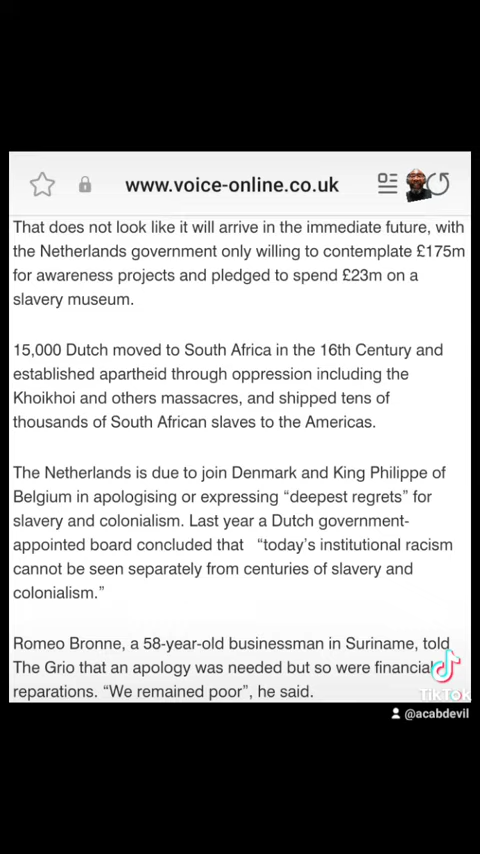 www.voice-online.co.uk
That does not look like it will arrive in the immediate future, with
the Netherlands government only willing to contemplate £175m
for awareness projects and pledged to spend £23m on a
slavery museum.
15,000 Dutch moved to South Africa in the 16th Century and
established apartheid through oppression including the
Khoikhoi and others massacres, and shipped tens of
thousands of South African slaves to the Americas.
The Netherlands is due to join Denmark and King Philippe of
Belgium in apologising or expressing “deepest regrets” for
slavery and colonialism. Last year a Dutch government-
appointed board concluded that “today’s institutional racism
cannot be seen separately from centuries of slavery and
colonialism.”
Romeo Bronne, a 58-year-old businessman in Suriname, told
The Grio that an apology was needed but so were financial
reparations. “We remained poor”, he said.
TikTok
@acabdevil